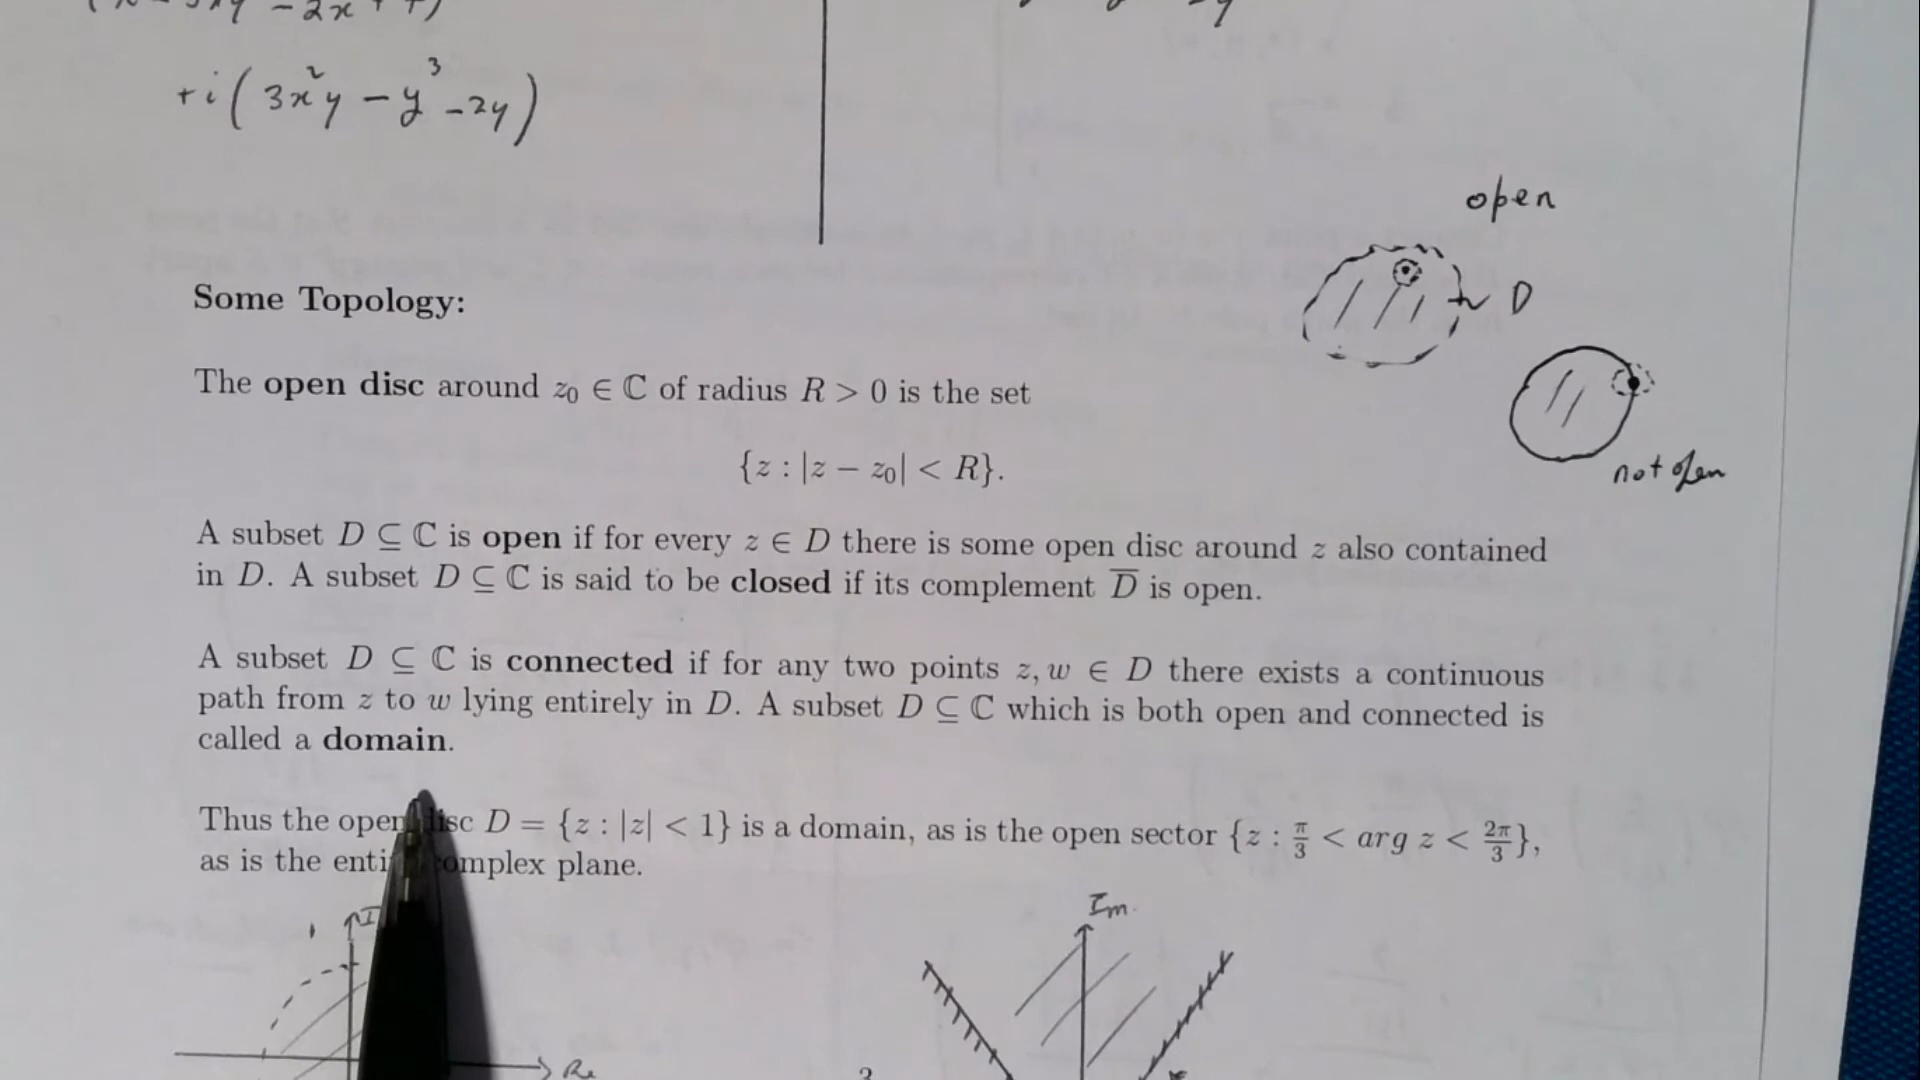 + i ( 3x²y - y³ - 2y )
open
D
not open
Some Topology:
The open disc around z₀ ∈ ℂ of radius R > 0 is the set
{z : |z − z₀| < R}.
A subset D ⊆ ℂ is open if for every z ∈ D there is some open disc around z also contained
in D. A subset D ⊆ ℂ is said to be closed if its complement D̅ is open.
A subset D ⊆ ℂ is connected if for any two points z, w ∈ D there exists a continuous
path from z to w lying entirely in D. A subset D ⊆ ℂ which is both open and connected is
called a domain.
Thus the open disc D = {z : |z| < 1} is a domain, as is the open sector {z : π/3 < arg z < 2π/3},
as is the entire complex plane.
Im
Re